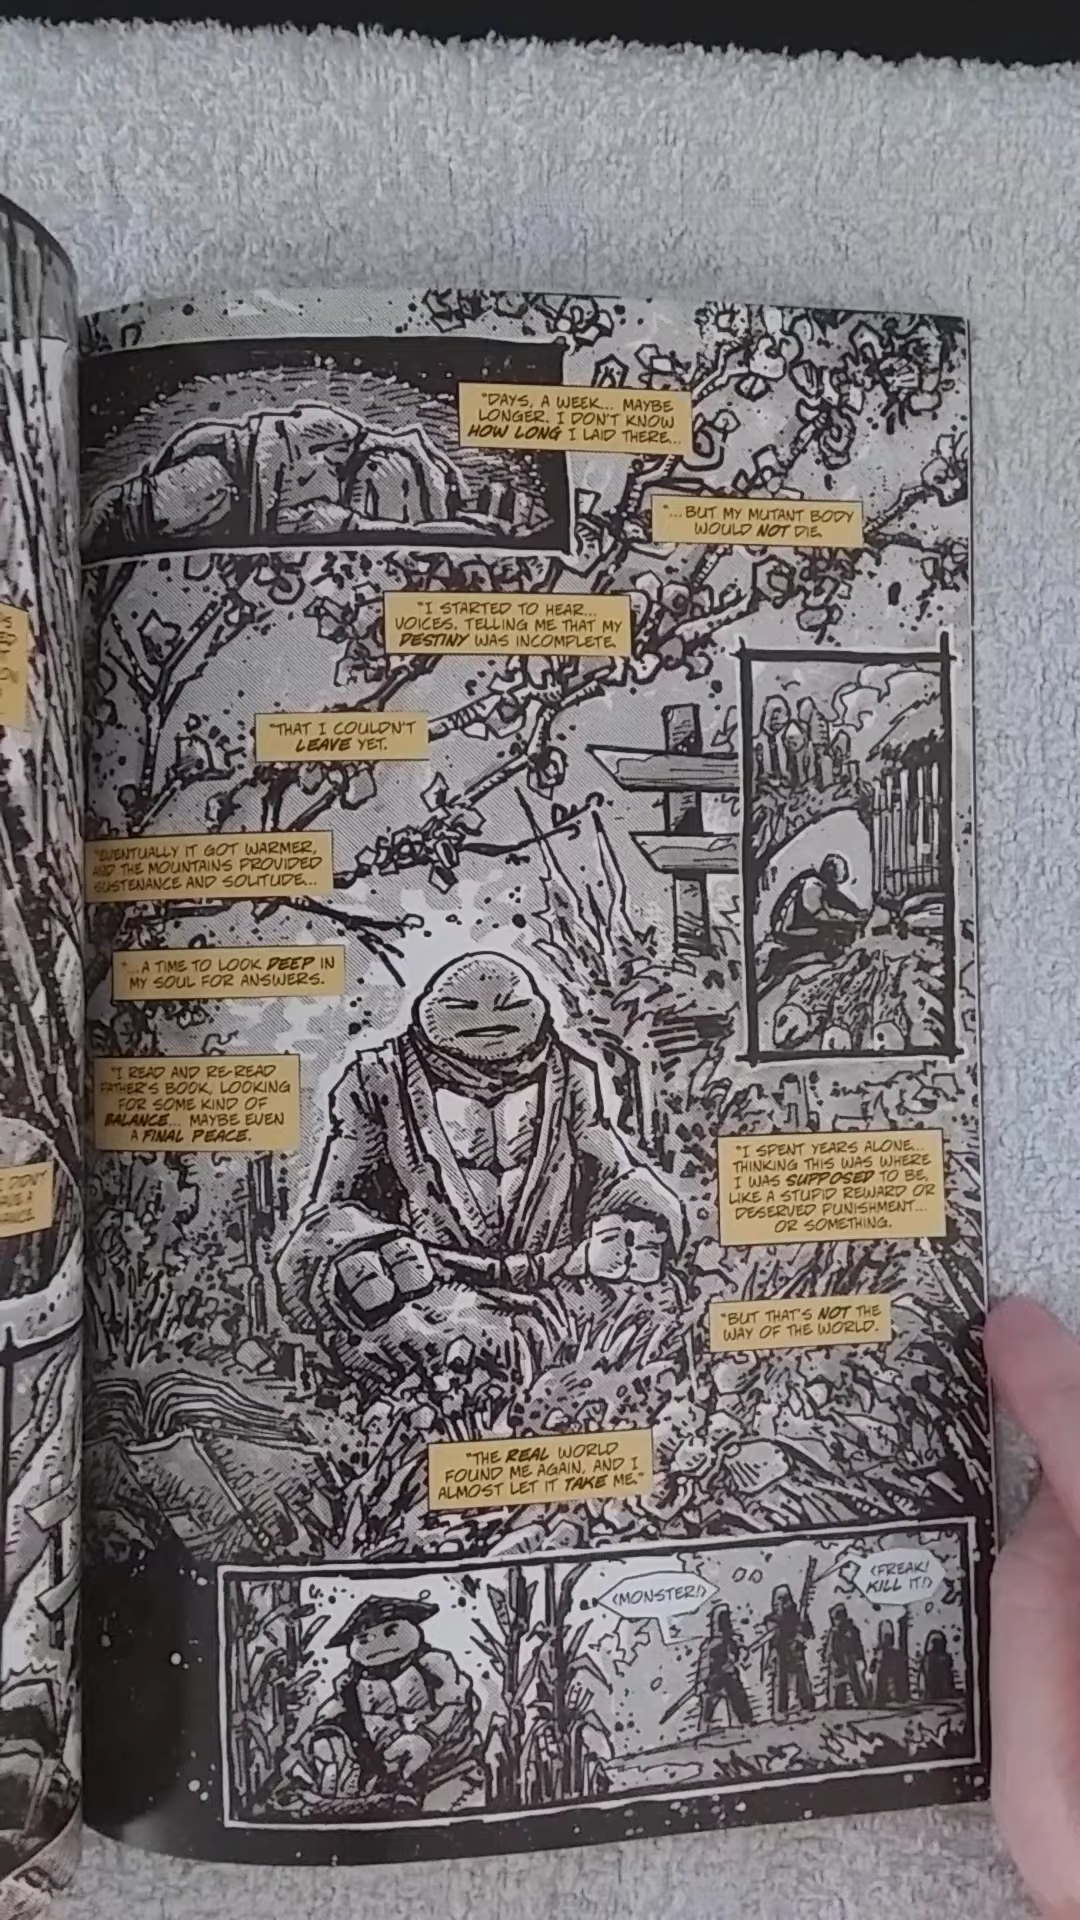 "DAYS, A WEEK... MAYBE
LONGER. I DON'T KNOW
HOW LONG I LAID THERE...
"...BUT MY MUTANT BODY
WOULD NOT DIE.
"I STARTED TO HEAR...
VOICES. TELLING ME THAT MY
DESTINY WAS INCOMPLETE.
"THAT I COULDN'T
LEAVE YET.
"EVENTUALLY IT GOT WARMER,
AND THE MOUNTAINS PROVIDED
SUSTENANCE AND SOLITUDE...
"...A TIME TO LOOK DEEP IN
MY SOUL FOR ANSWERS.
"I READ AND RE-READ
FATHER'S BOOK, LOOKING
FOR SOME KIND OF
BALANCE... MAYBE EVEN
A FINAL PEACE.
"I SPENT YEARS ALONE...
THINKING THIS WAS WHERE
I WAS SUPPOSED TO BE,
LIKE A STUPID REWARD OR
DESERVED PUNISHMENT...
OR SOMETHING.
"BUT THAT'S NOT THE
WAY OF THE WORLD.
"THE REAL WORLD
FOUND ME AGAIN, AND I
ALMOST LET IT TAKE ME."
<MONSTER!>
<FREAK!
KILL IT!>
DIDN'T